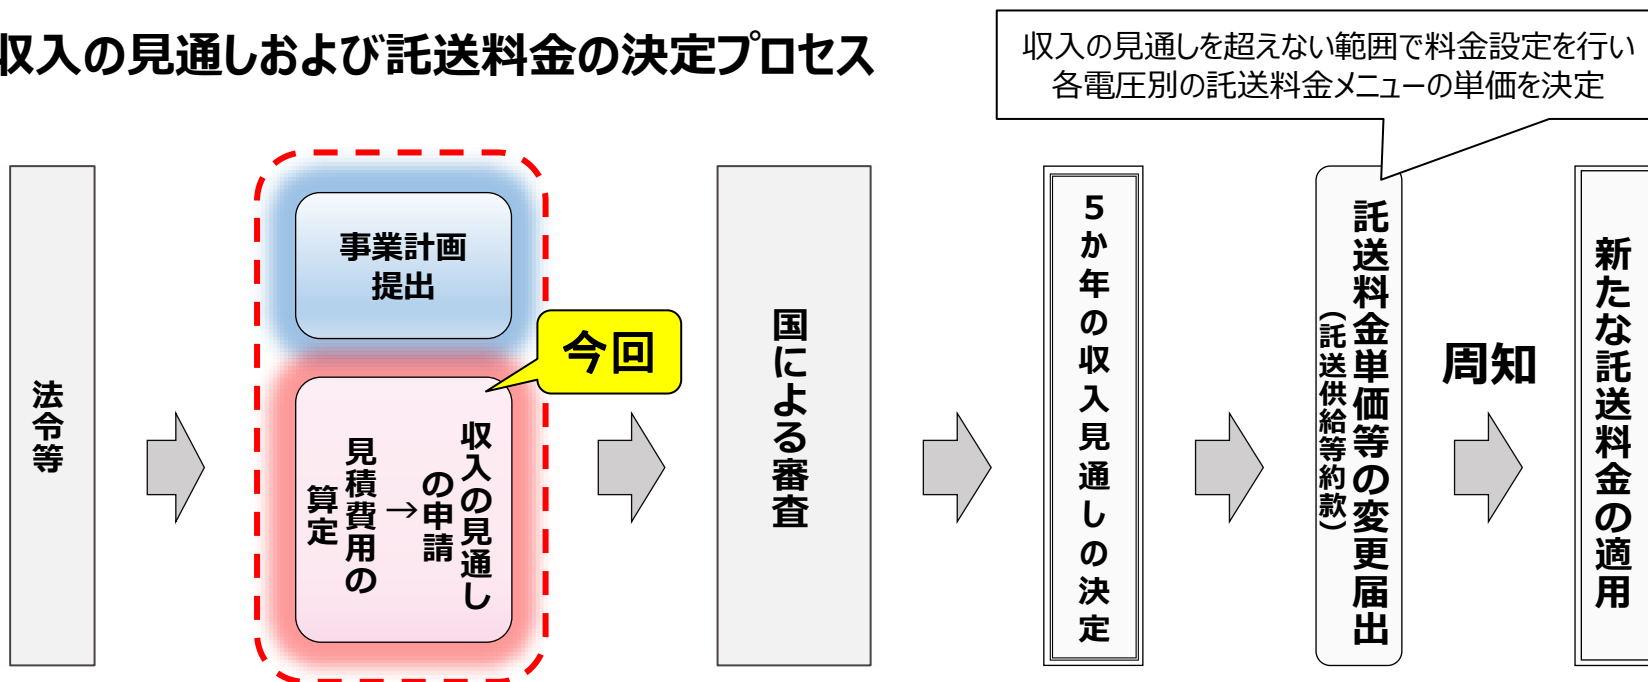 収入の見通しおよび託送料金の決定プロセス
収入の見通しを超えない範囲で料金設定を行い
各電圧別の託送料金メニューの単価を決定
法令等
事業計画
提出
今回
見積費用の
算定
→
収入の見通し
の申請
国による審査
5か年の収入見通しの決定
託送料金単価等の変更届出
(託送供給等約款)
周知
新たな託送料金の適用